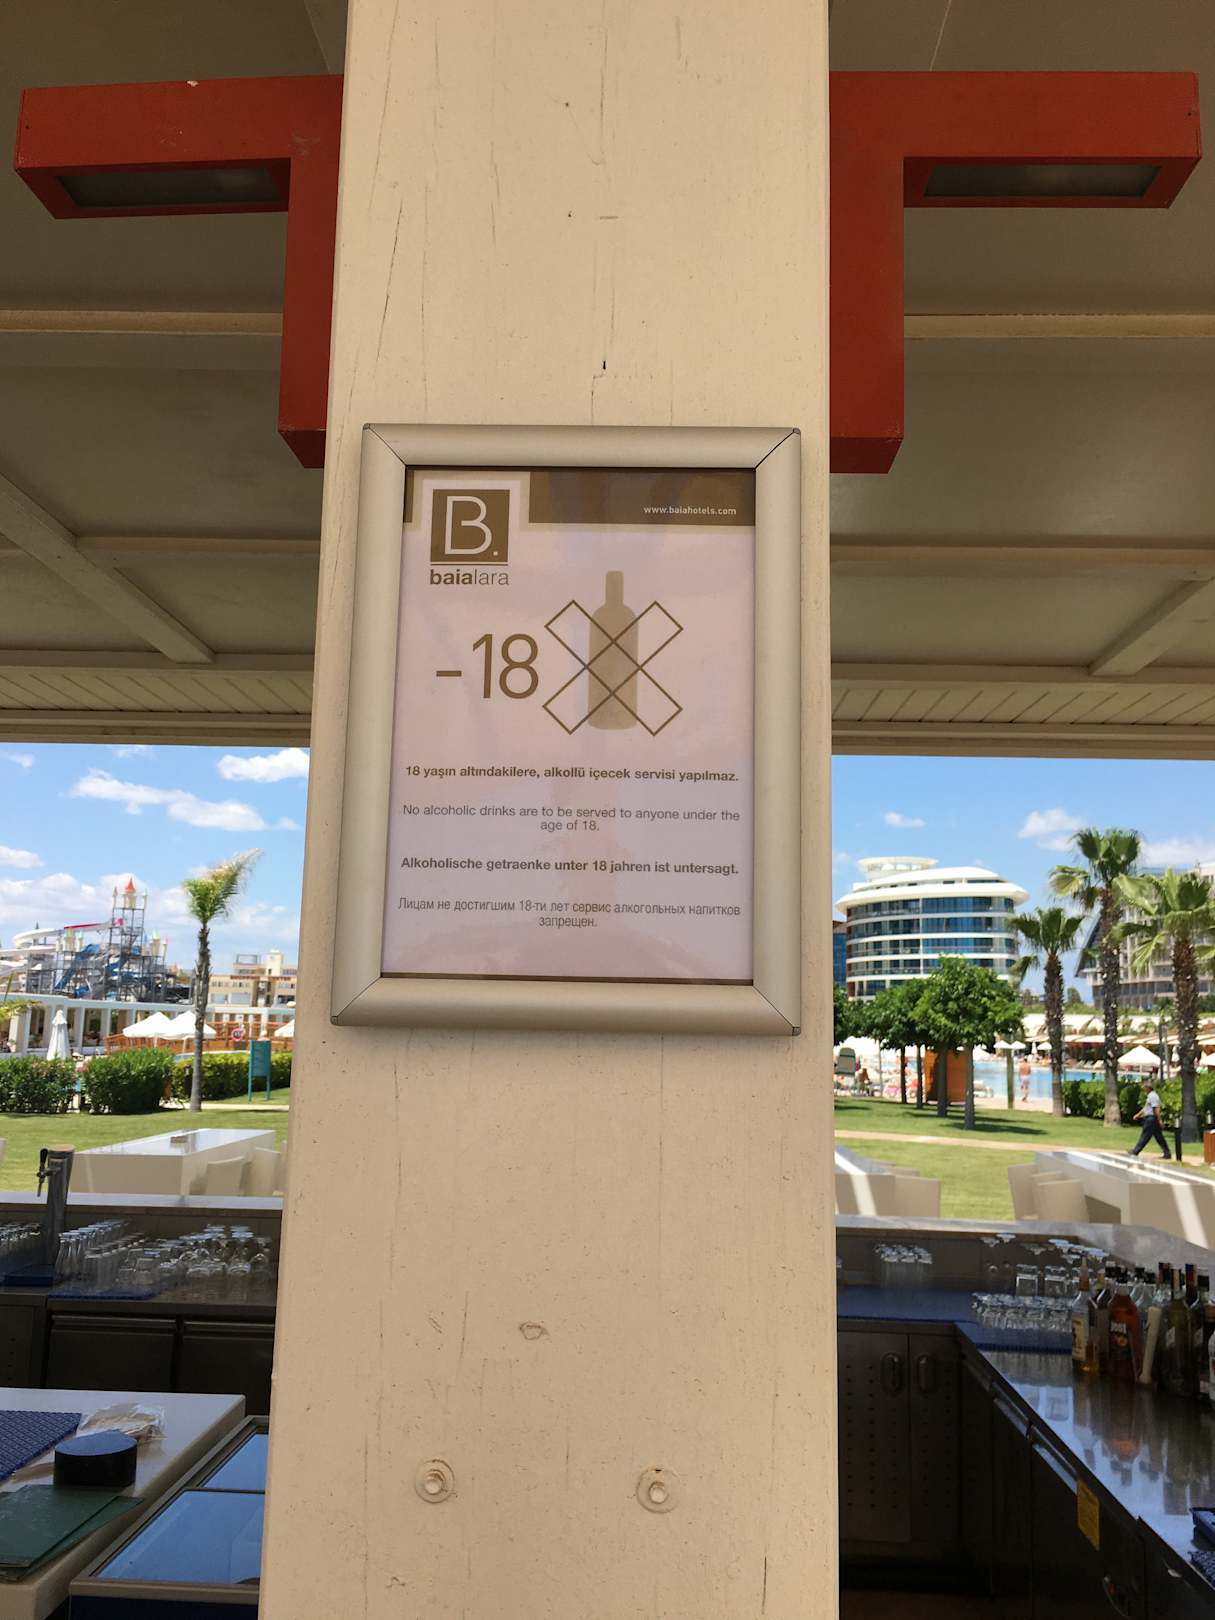 www.baiahotels.com
B.
baialara
-18
18 yaşın altındakilere, alkollü içecek servisi yapılmaz.
No alcoholic drinks are to be served to anyone under the
age of 18.
Alkoholische getraenke unter 18 jahren ist untersagt.
Лицам не достигшим 18-ти лет сервис алкогольных напитков
запрещен.